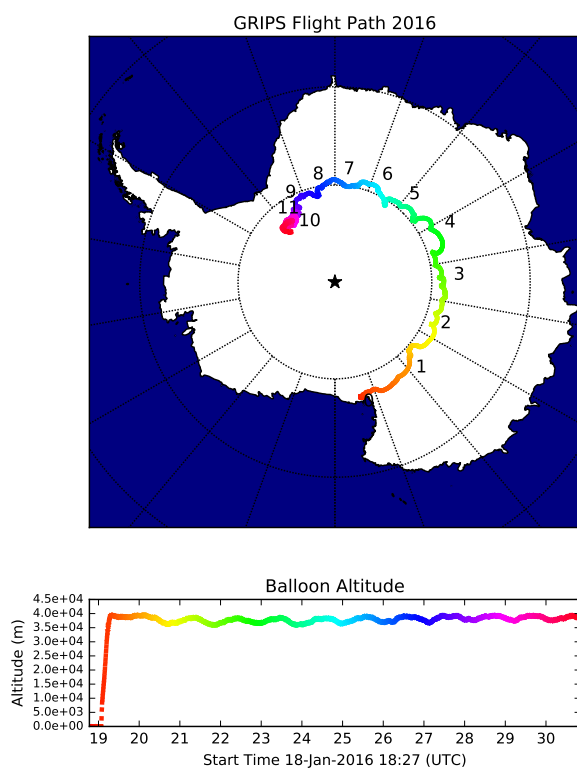 GRIPS Flight Path 2016
7
8
6
9
5
11
10
4
3
2
1
Balloon Altitude
4.5e+04
4.0e+04
3.5e+04
3.0e+04
2.5e+04
2.0e+04
1.5e+04
1.0e+04
5.0e+03
0.0e+00
Altitude (m)
19 20 21 22 23 24 25 26 27 28 29 30
Start Time 18-Jan-2016 18:27 (UTC)